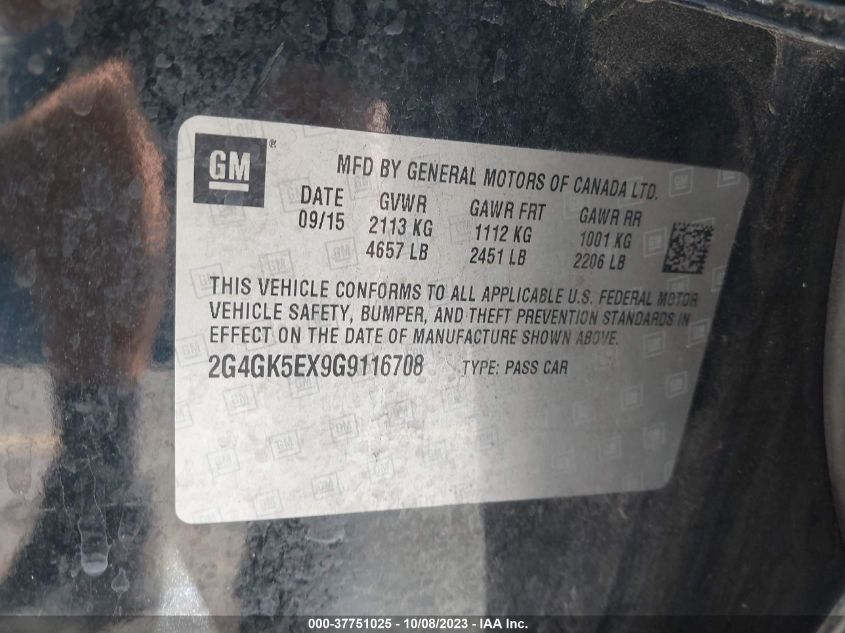 GM®
MFD BY GENERAL MOTORS OF CANADA LTD.
DATE GVWR GAWR FRT GAWR RR
09/15 2113 KG 1112 KG 1001 KG
4657 LB 2451 LB 2206 LB
THIS VEHICLE CONFORMS TO ALL APPLICABLE U.S. FEDERAL MOTOR
VEHICLE SAFETY, BUMPER, AND THEFT PREVENTION STANDARDS IN
EFFECT ON THE DATE OF MANUFACTURE SHOWN ABOVE.
2G4GK5EX9G9116708 TYPE: PASS CAR
000-37751025 - 10/08/2023 - IAA Inc.